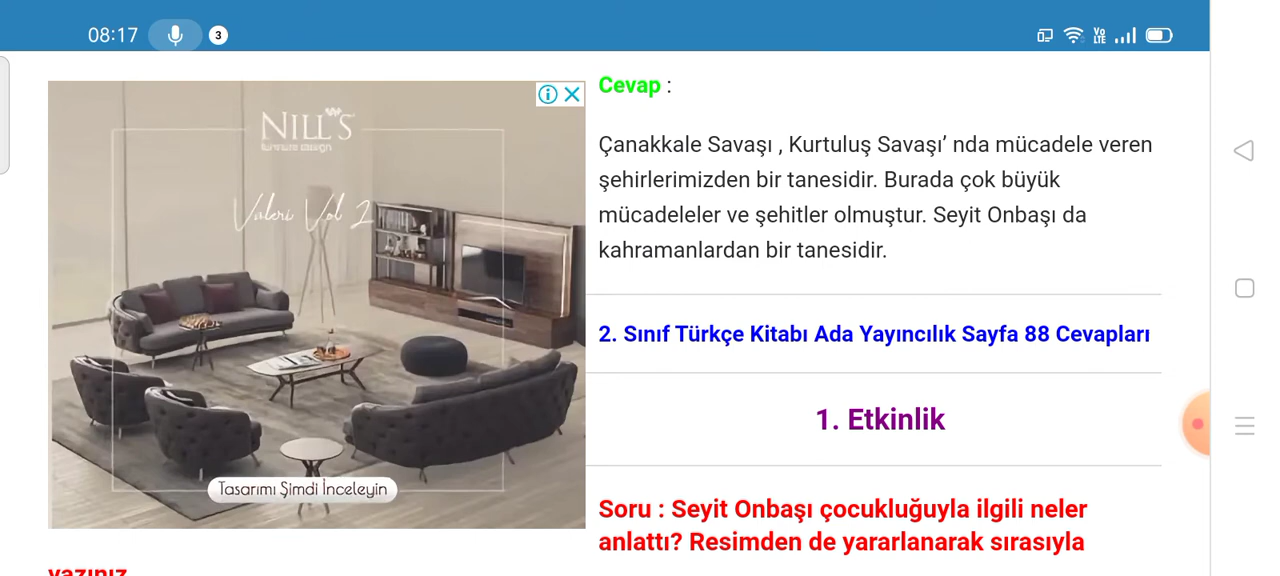 08:17
3
VoLTE
NILL'S
furniture design
Valeri Vol 2
Tasarımı Şimdi İnceleyin
Cevap :
Çanakkale Savaşı , Kurtuluş Savaşı’ nda mücadele veren
şehirlerimizden bir tanesidir. Burada çok büyük
mücadeleler ve şehitler olmuştur. Seyit Onbaşı da
kahramanlardan bir tanesidir.
2. Sınıf Türkçe Kitabı Ada Yayıncılık Sayfa 88 Cevapları
1. Etkinlik
Soru : Seyit Onbaşı çocukluğuyla ilgili neler
anlattı? Resimden de yararlanarak sırasıyla
yazınız